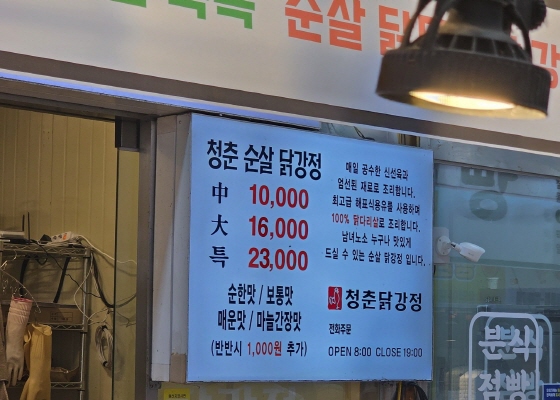 순살 닭
청춘 순살 닭강정
中 10,000
大 16,000
특 23,000
순한맛 / 보통맛
매운맛 / 마늘간장맛
(반반시 1,000원 추가)
매일 공수한 신선육과
엄선된 재료로 조리합니다.
최고급 해표식용유를 사용하며
100% 닭다리살로 조리합니다.
남녀노소 누구나 맛있게
드실 수 있는 순살 닭강정 입니다.
청춘닭강정
전화주문
OPEN 8:00 CLOSE 19:00
분식
점빵